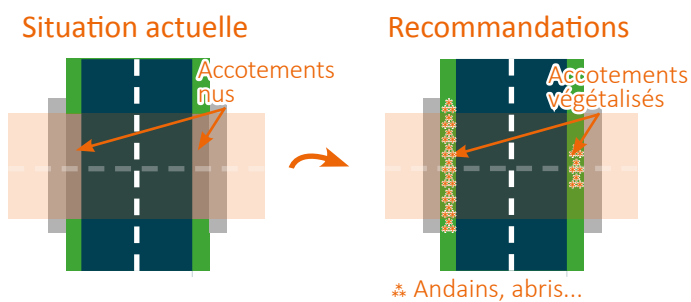 Situation actuelle
Accotements
nus
Recommandations
Accotements
végétalisés
⁂ Andains, abris...